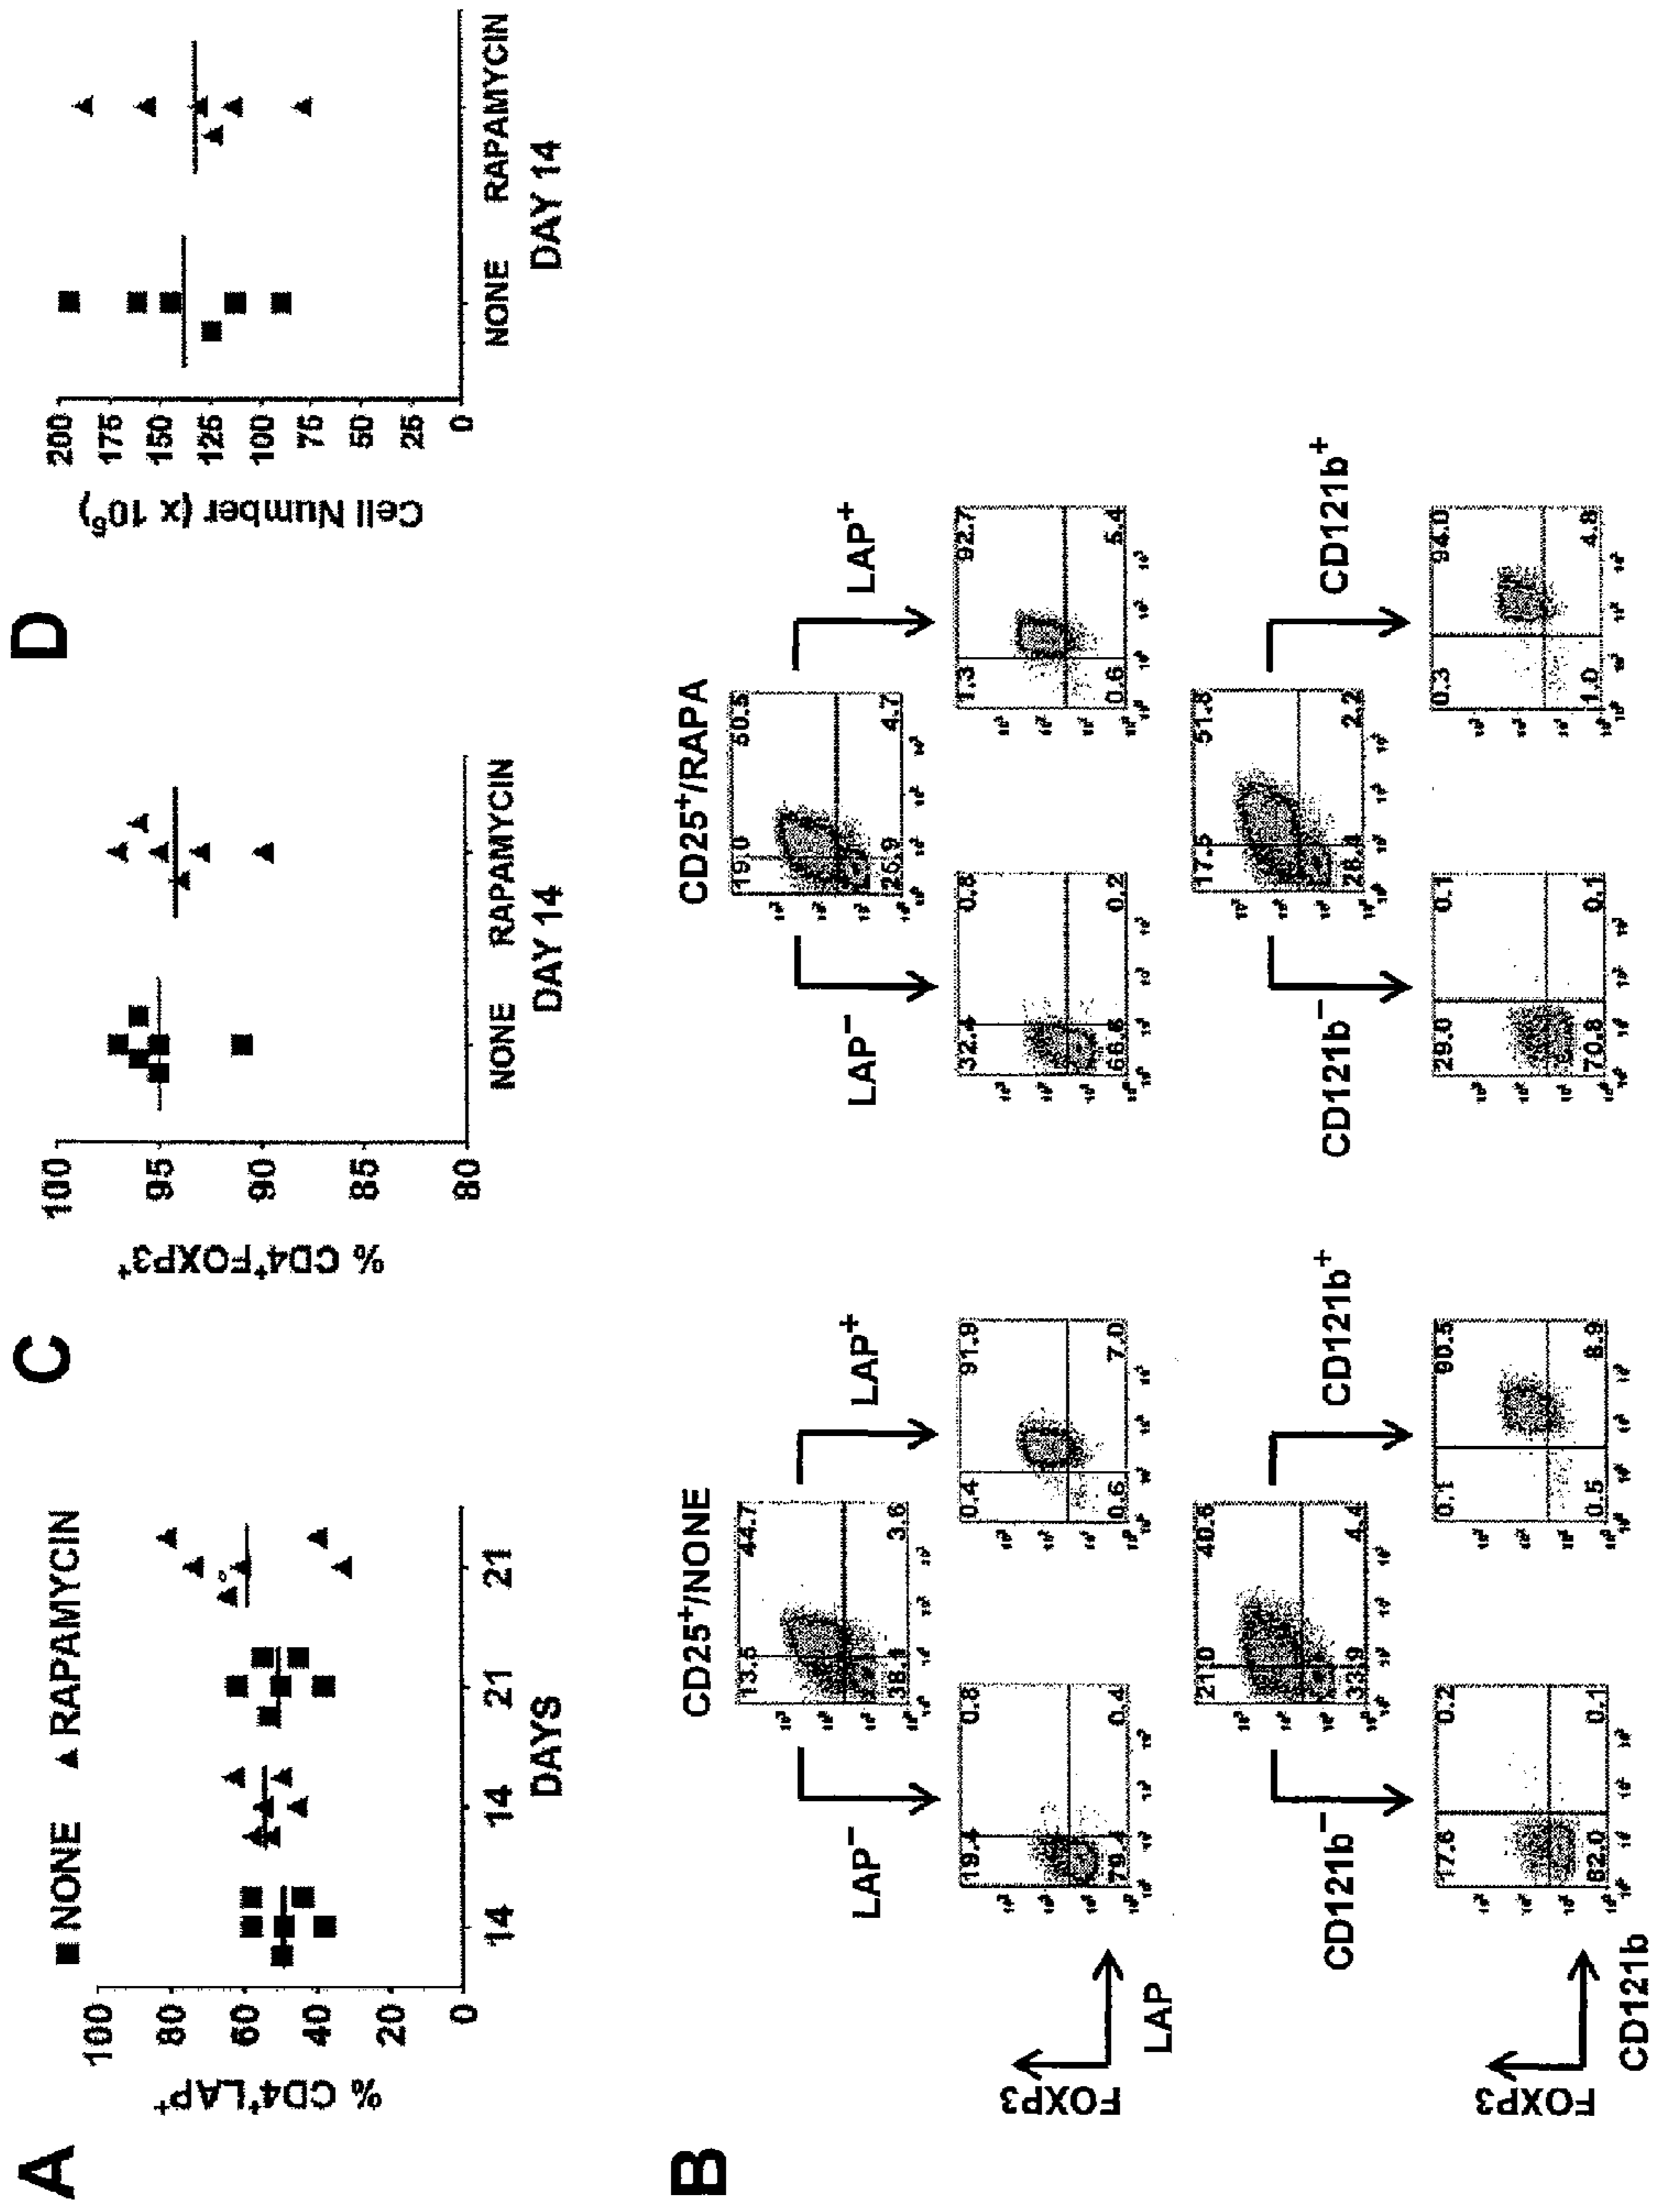 A
■ NONE ▲ RAPAMYCIN
% CD4⁺LAP⁺
100
80
60
40
20
0
14 14 21 21
DAYS
C
% CD4⁺FOXP3⁺
100
95
90
85
80
NONE RAPAMYCIN
DAY 14
D
Cell Number (x 10⁶)
200
175
150
125
100
75
50
25
0
NONE RAPAMYCIN
DAY 14
B
CD25⁺/NONE
13.5 44.7
38.1 3.6
LAP⁻ LAP⁺
19.4 0.8
79.4 0.4
0.4 91.9
0.6 7.0
FOXP3
LAP
21.0 40.6
33.9 4.4
CD121b⁻ CD121b⁺
17.6 0.2
82.0 0.1
0.1 90.5
0.5 8.9
FOXP3
CD121b
CD25⁺/RAPA
19.0 50.5
25.9 4.7
LAP⁻ LAP⁺
32.4 0.8
66.6 0.2
1.3 92.7
0.6 5.4
17.5 51.8
28.4 2.2
CD121b⁻ CD121b⁺
29.0 0.1
70.8 0.1
0.3 94.0
1.0 4.8